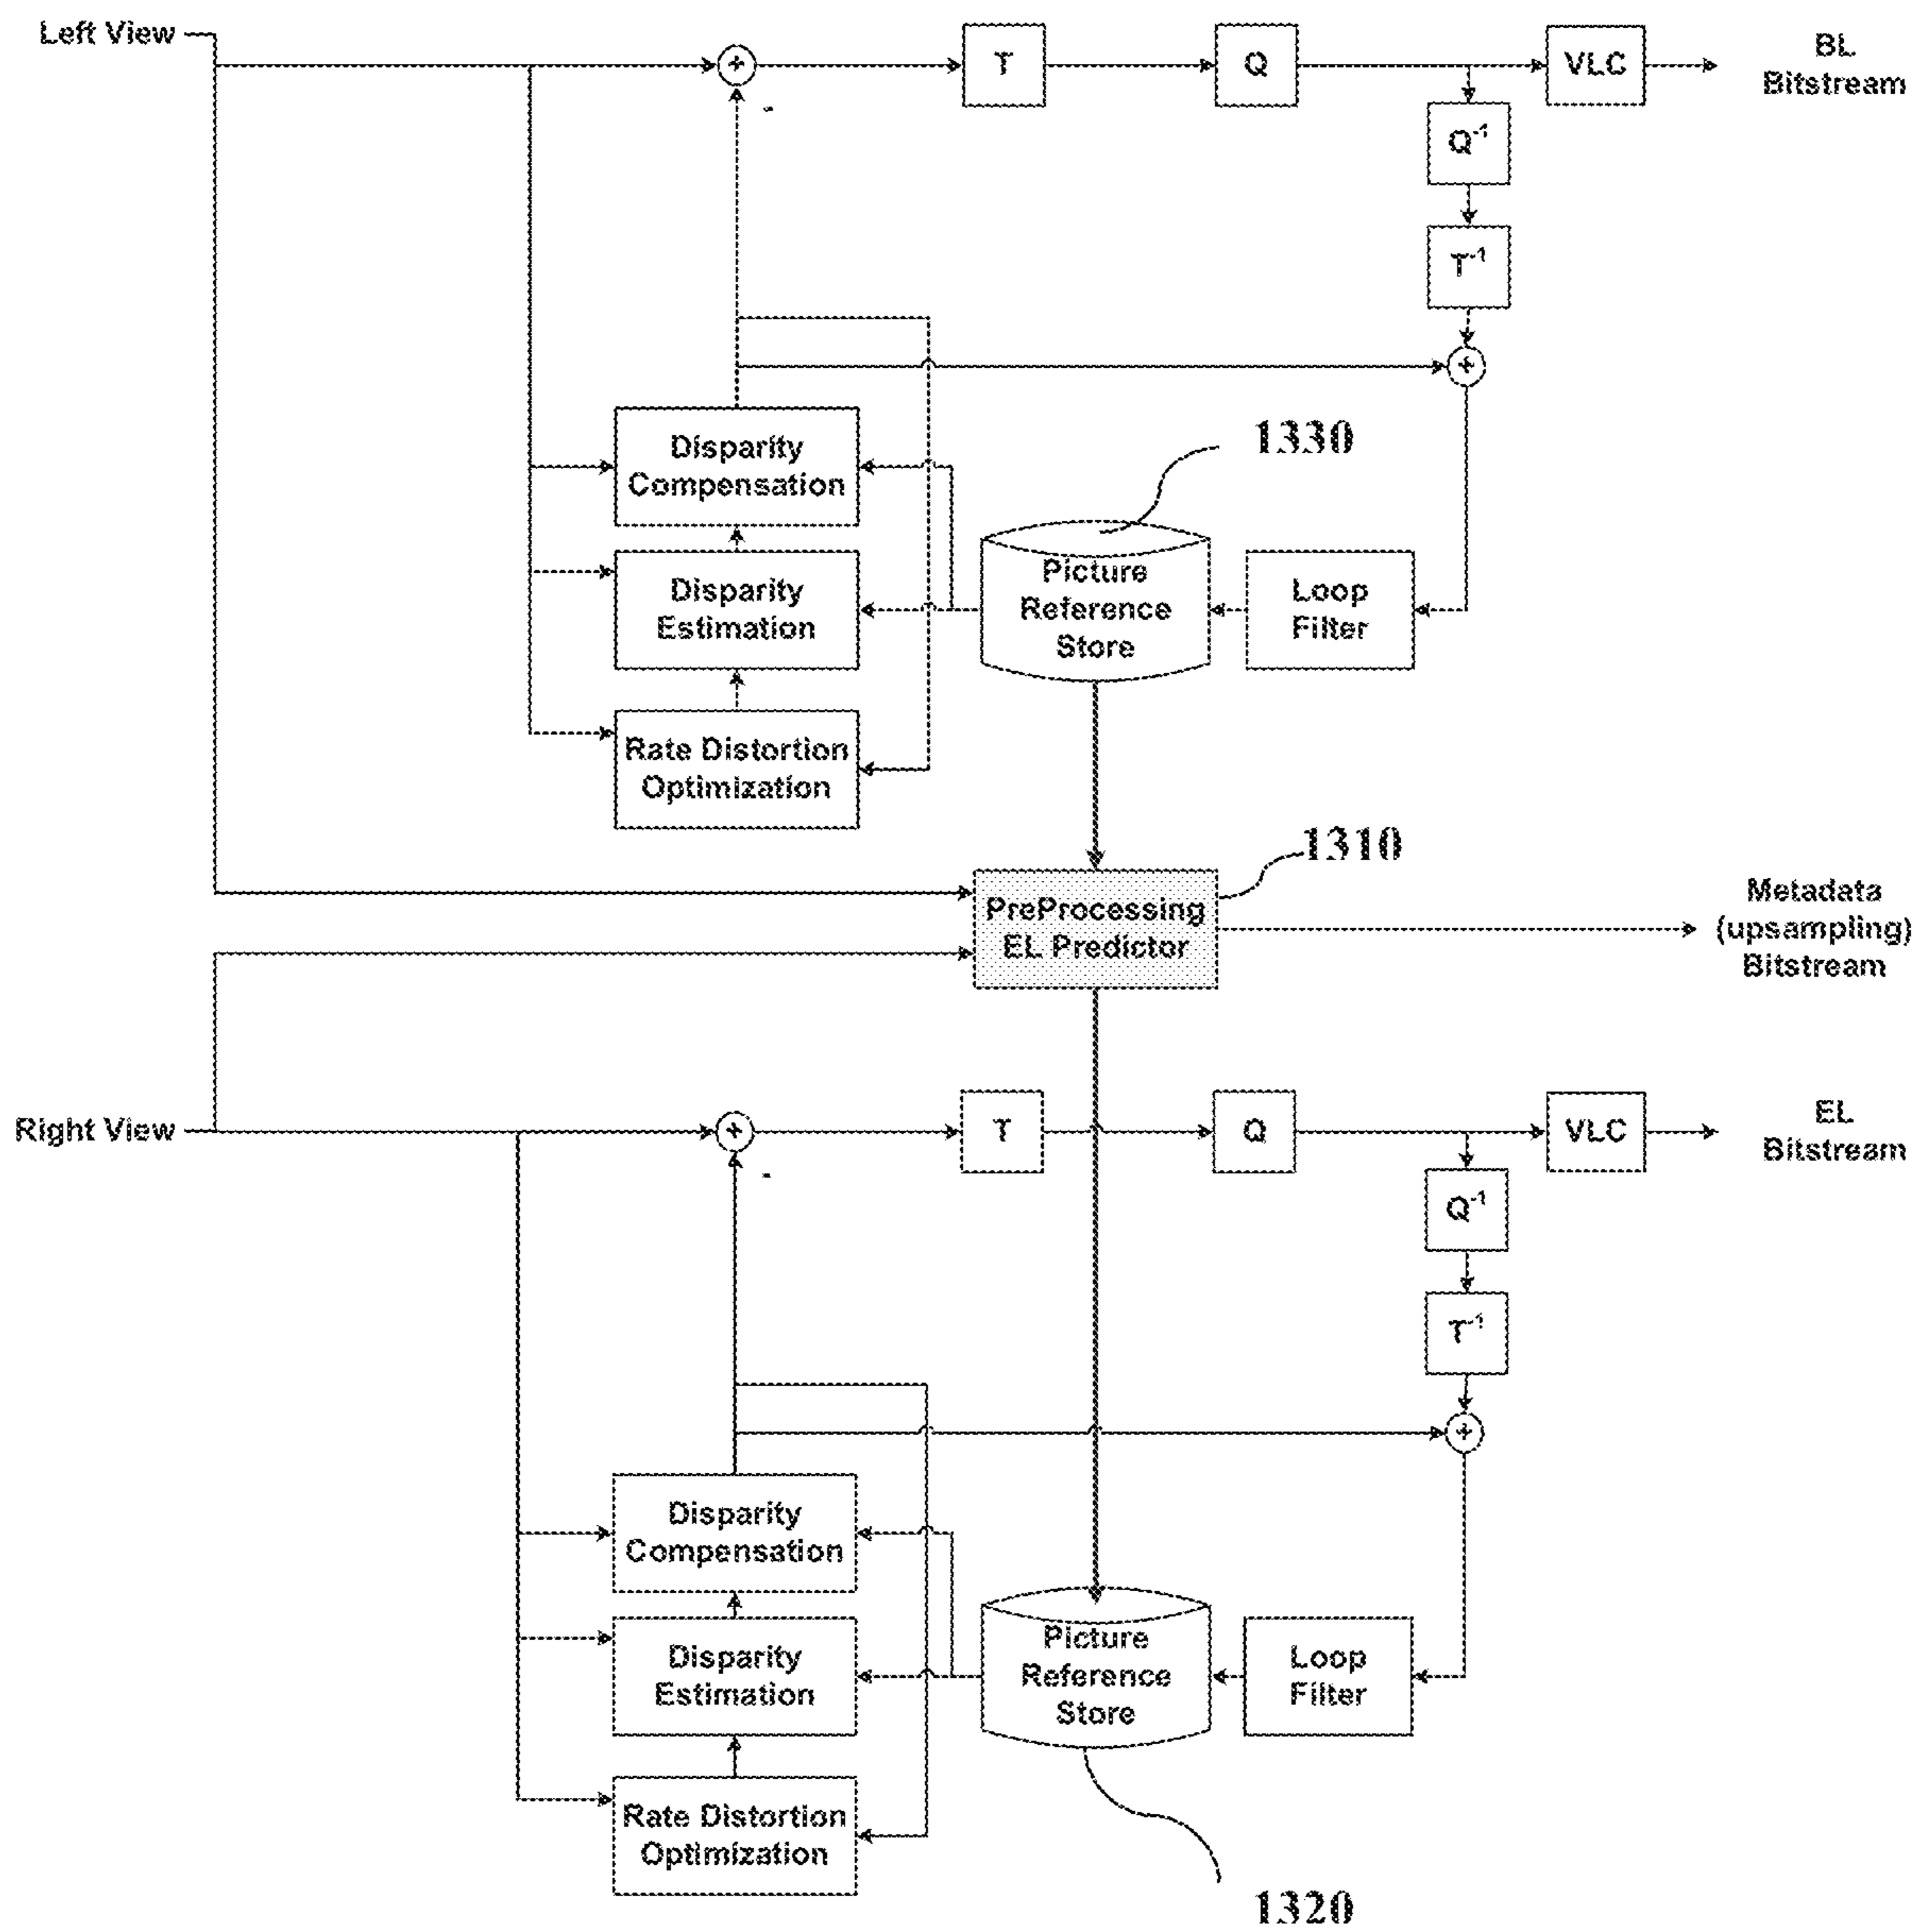 Left View
+
-
T
Q
VLC
BL
Bitstream
Q-1
T-1
+
Disparity
Compensation
1330
Disparity
Estimation
Picture
Reference
Store
Loop
Filter
Rate Distortion
Optimization
1310
PreProcessing
EL Predictor
Metadata
(upsampling)
Bitstream
Right View
+
-
T
Q
VLC
EL
Bitstream
Q-1
T-1
+
Disparity
Compensation
Disparity
Estimation
Picture
Reference
Store
Loop
Filter
Rate Distortion
Optimization
1320